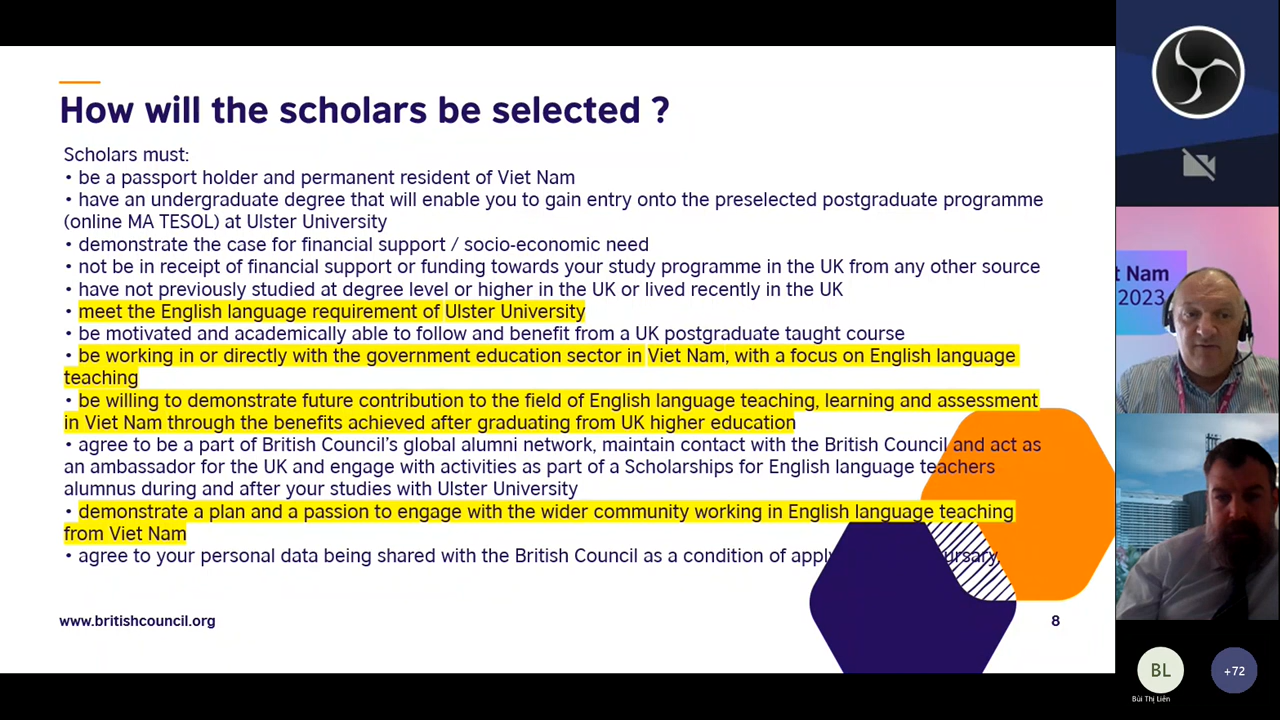 How will the scholars be selected ?
Scholars must:
• be a passport holder and permanent resident of Viet Nam
• have an undergraduate degree that will enable you to gain entry onto the preselected postgraduate programme
(online MA TESOL) at Ulster University
• demonstrate the case for financial support / socio-economic need
• not be in receipt of financial support or funding towards your study programme in the UK from any other source
• have not previously studied at degree level or higher in the UK or lived recently in the UK
• meet the English language requirement of Ulster University
• be motivated and academically able to follow and benefit from a UK postgraduate taught course
• be working in or directly with the government education sector in Viet Nam, with a focus on English language
teaching
• be willing to demonstrate future contribution to the field of English language teaching, learning and assessment
in Viet Nam through the benefits achieved after graduating from UK higher education
• agree to be a part of British Council's global alumni network, maintain contact with the British Council and act as
an ambassador for the UK and engage with activities as part of a Scholarships for English language teachers
alumnus during and after your studies with Ulster University
• demonstrate a plan and a passion to engage with the wider community working in English language teaching
from Viet Nam
• agree to your personal data being shared with the British Council as a condition of
www.britishcouncil.org
8
Nam
2023
BL
+72
Bùi Thị Liên